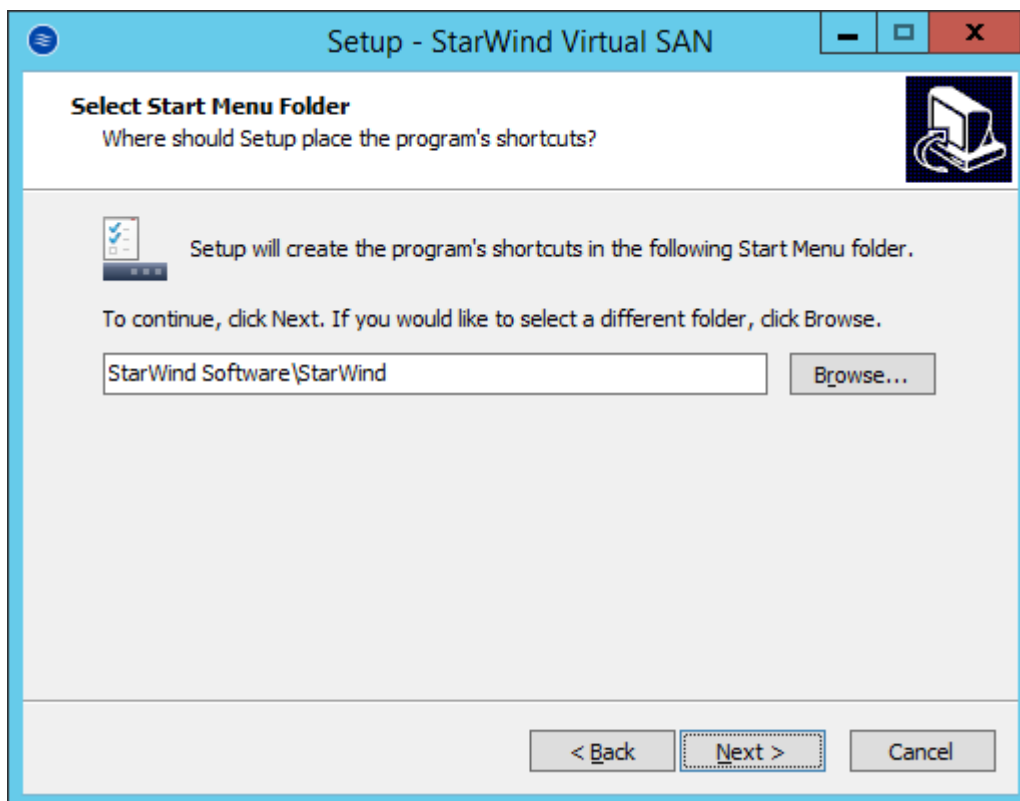 Setup - StarWind Virtual SAN
Select Start Menu Folder
Where should Setup place the program's shortcuts?
Setup will create the program's shortcuts in the following Start Menu folder.
To continue, click Next. If you would like to select a different folder, click Browse.
StarWind Software\StarWind
Browse...
< Back
Next >
Cancel